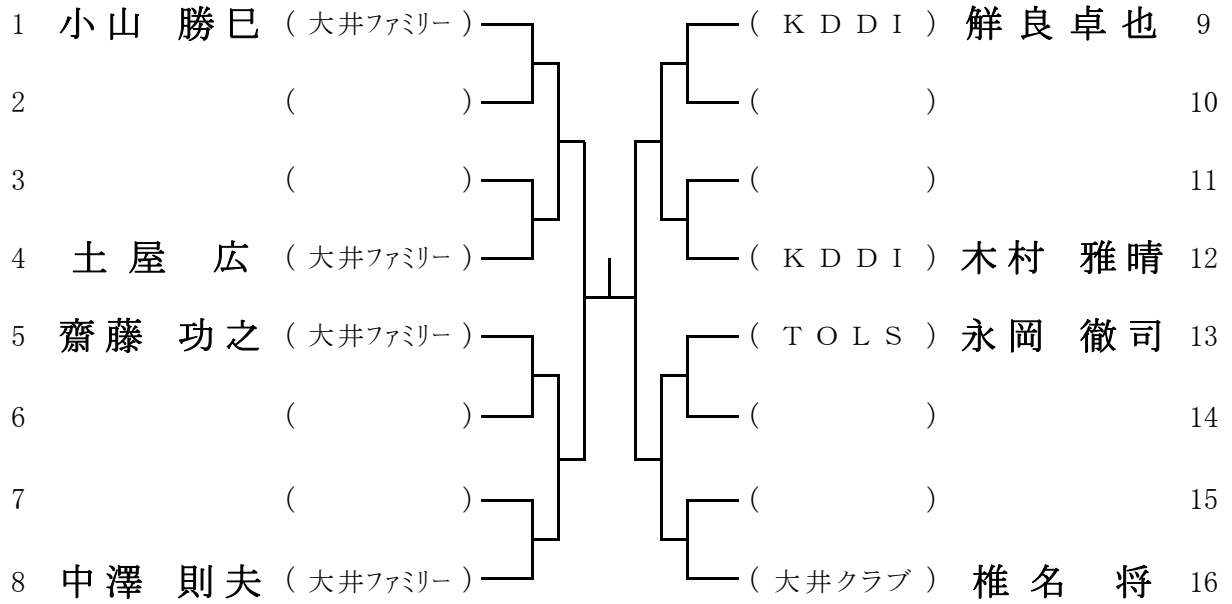 1 小山 勝巳 ( 大井ファミリー ) ( KDDI )鮮良卓也 9
2 ( ) ( ) 10
3 ( ) ( ) 11
4 土屋 広 ( 大井ファミリー ) ( KDDI ) 木村 雅晴 12
5 齋藤 功之 ( 大井ファミリー ) ( TOLS ) 永岡 徹司 13
6 ( ) ( ) 14
7 ( ) ( ) 15
8 中澤 則夫 ( 大井ファミリー ) ( 大井クラブ ) 椎名 将 16